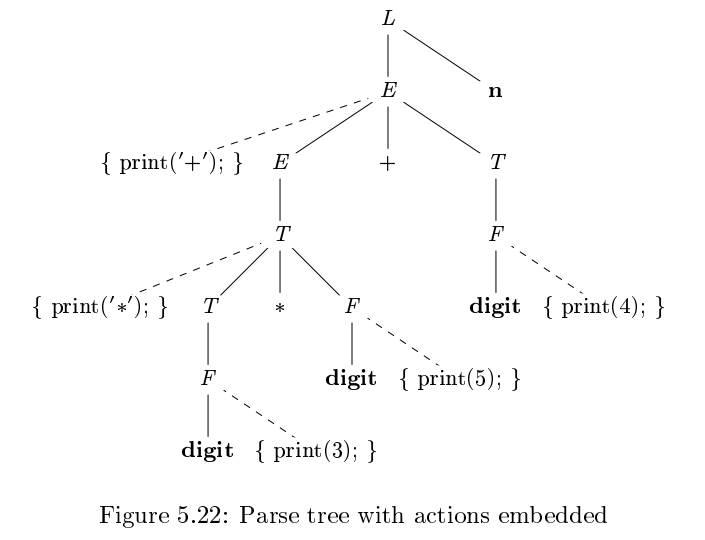 L
E n
{ print('+'); } E + T
T F
{ print('*'); } T * F digit { print(4); }
F digit { print(5); }
digit { print(3); }
Figure 5.22: Parse tree with actions embedded